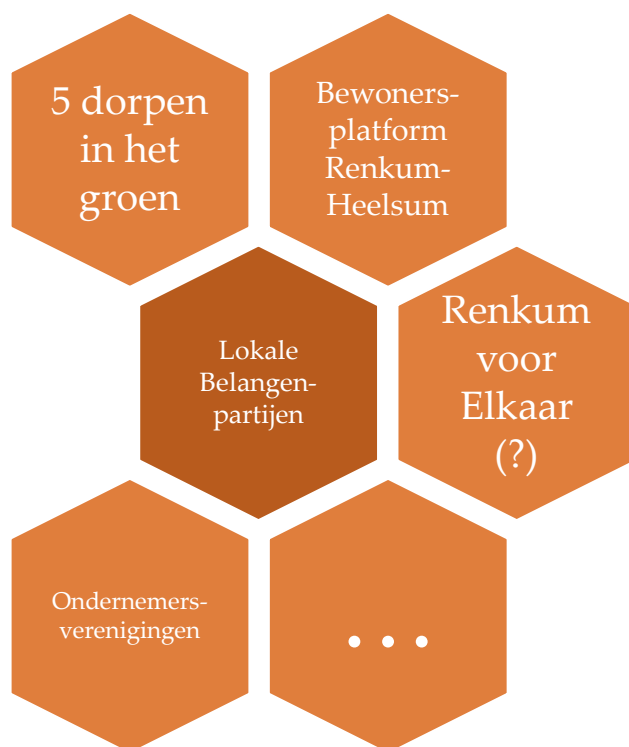 5 dorpen
in het
groen
Bewoners-
platform
Renkum-
Heelsum
Lokale
Belangen-
partijen
Renkum
voor
Elkaar
(?)
Ondernemers-
verenigingen
...